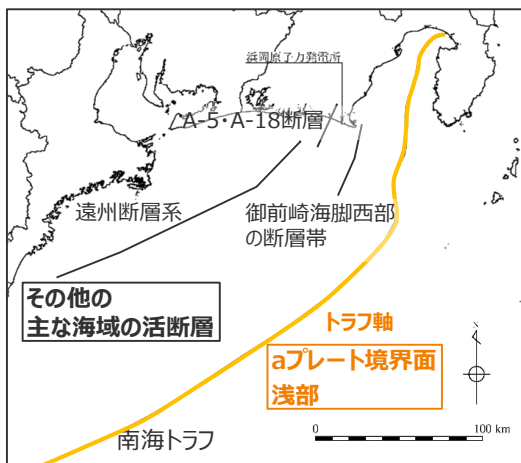 浜岡原子力発電所
A-5・A-18断層
遠州断層系
御前崎海脚西部
の断層帯
その他の
主な海域の活断層
トラフ軸
aプレート境界面
浅部
南海トラフ
N
0 100 km